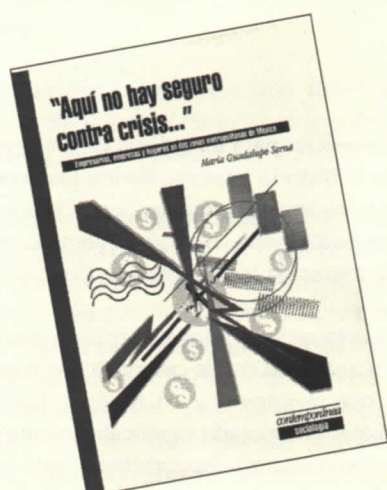 "Aquí no hay seguro
contra crisis..."
Empresarios, empresas y hogares en dos zonas metropolitanas de México
María Guadalupe Serna
$
$
$
$
$
$
$
contemporánea
sociología